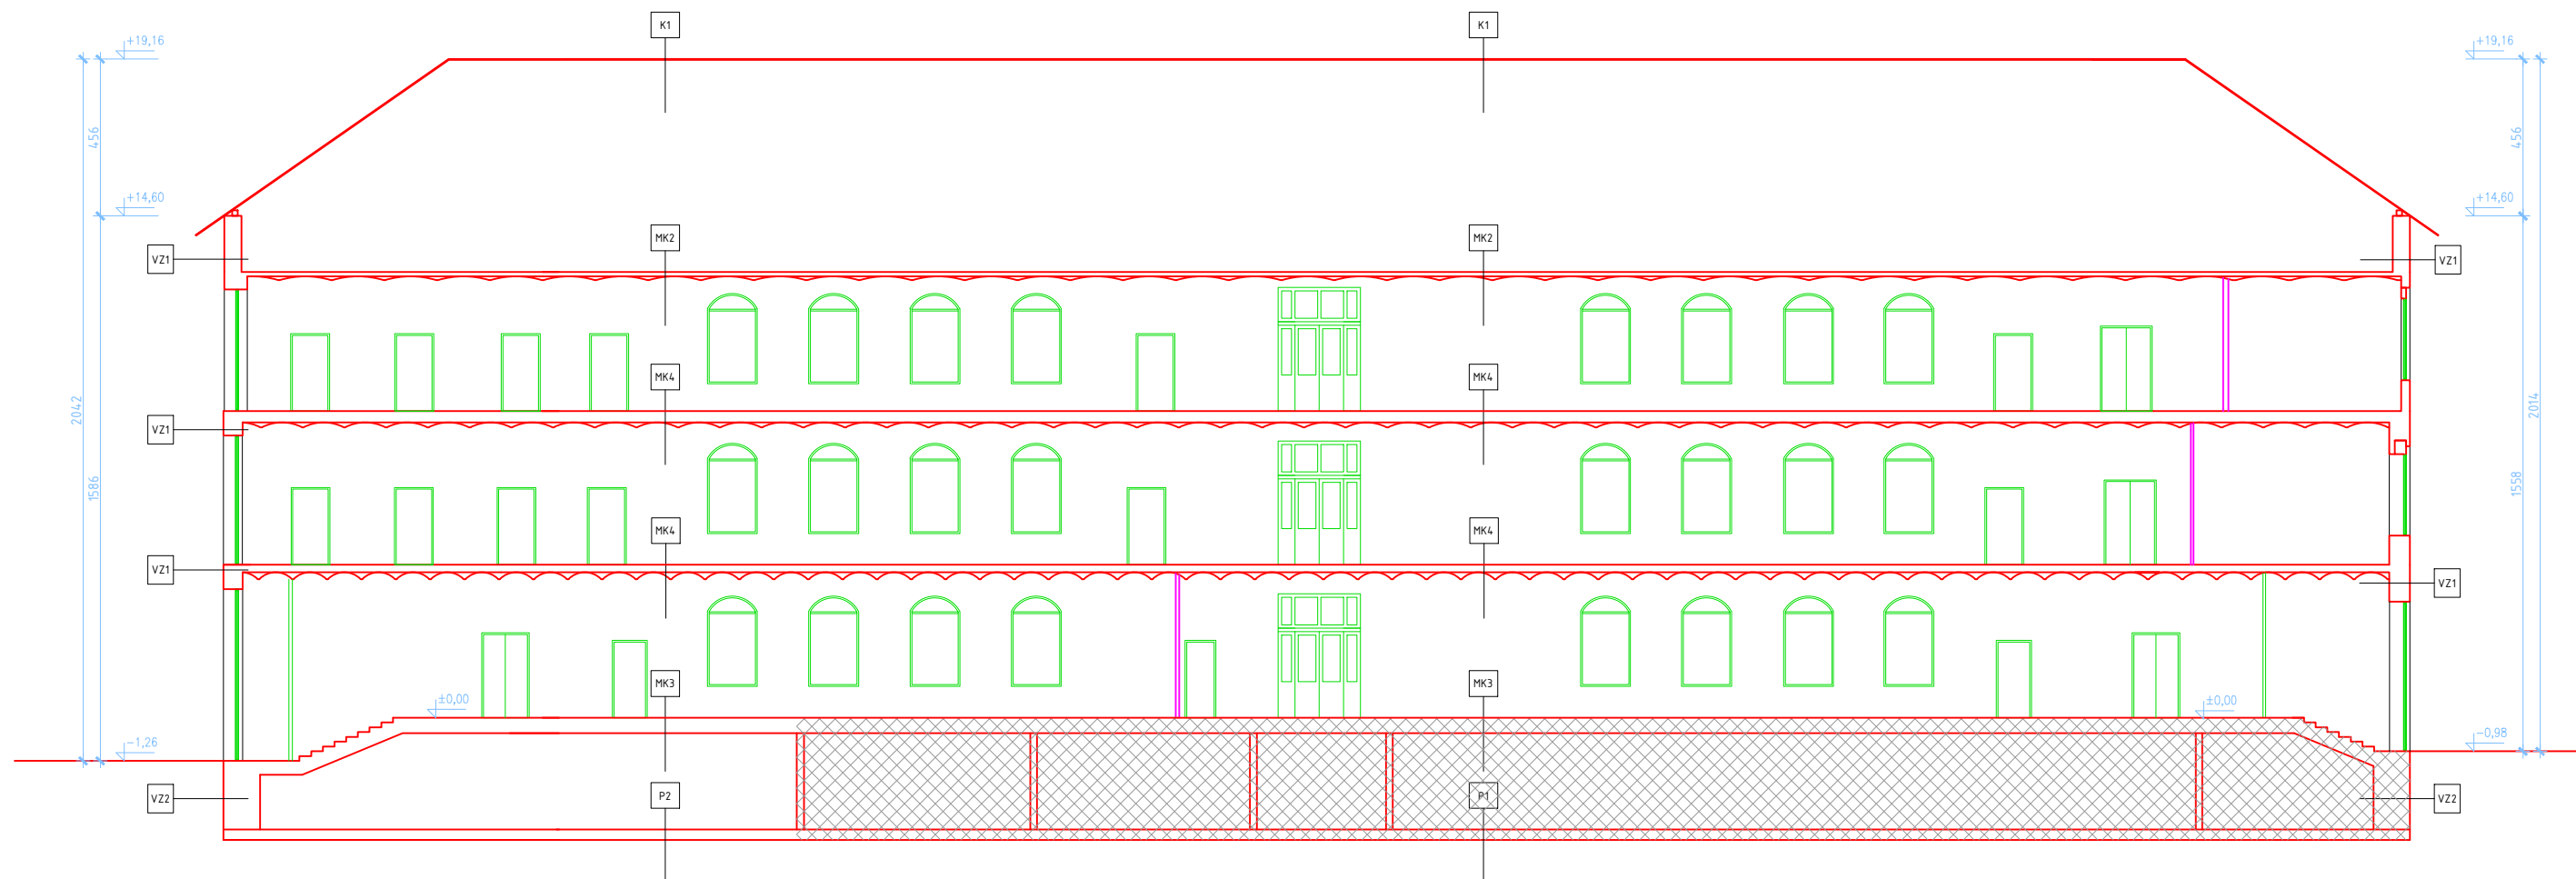 K1 K1
+19,16 +19,16
456 456
+14,60 +14,60
MK2 MK2
VZ1 VZ1
MK4 MK4
2042 2014
VZ1
1586 1558
MK4 MK4
VZ1 VZ1
MK3 MK3
±0,00 ±0,00
-1,26 -0,98
VZ2 P2 P1 VZ2